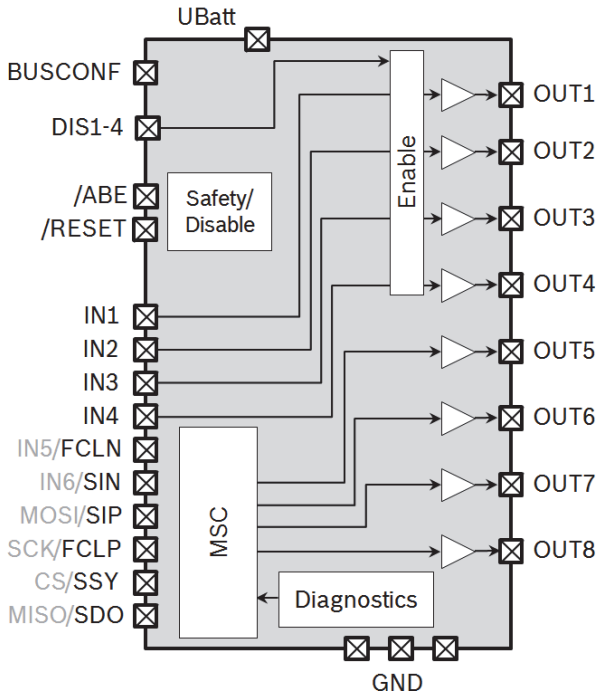 UBatt
BUSCONF
DIS1-4
/ABE
/RESET
Safety/
Disable
Enable
OUT1
OUT2
OUT3
OUT4
IN1
IN2
IN3
IN4
IN5/FCLN
IN6/SIN
MOSI/SIP
SCK/FCLP
CS/SSY
MISO/SDO
MSC
Diagnostics
OUT5
OUT6
OUT7
OUT8
GND